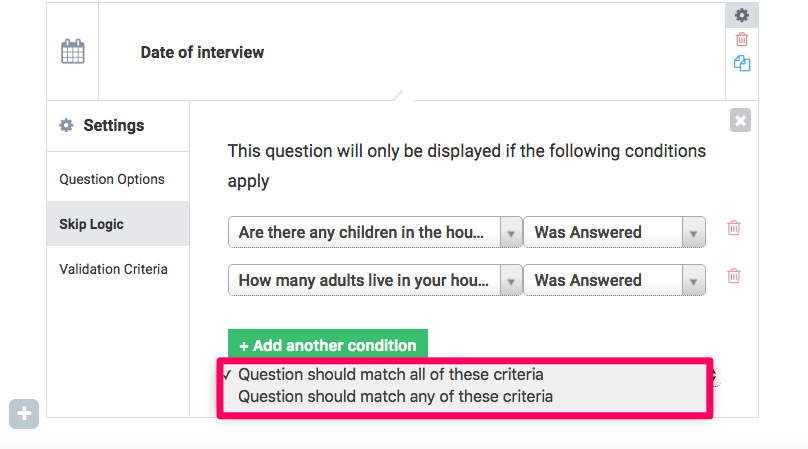 Date of interview
Settings
Question Options
Skip Logic
Validation Criteria
This question will only be displayed if the following conditions
apply
Are there any children in the hou... Was Answered
How many adults live in your hou... Was Answered
+ Add another condition
✓ Question should match all of these criteria
Question should match any of these criteria